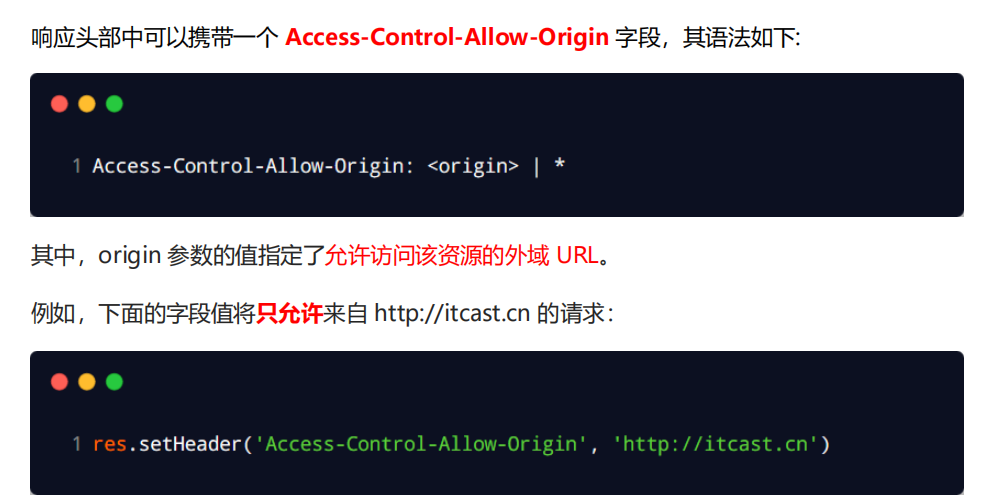 响应头部中可以携带一个 Access-Control-Allow-Origin 字段，其语法如下:
1 Access-Control-Allow-Origin: <origin> | *
其中，origin 参数的值指定了允许访问该资源的外域 URL。
例如，下面的字段值将只允许来自 http://itcast.cn 的请求：
1 res.setHeader('Access-Control-Allow-Origin', 'http://itcast.cn')